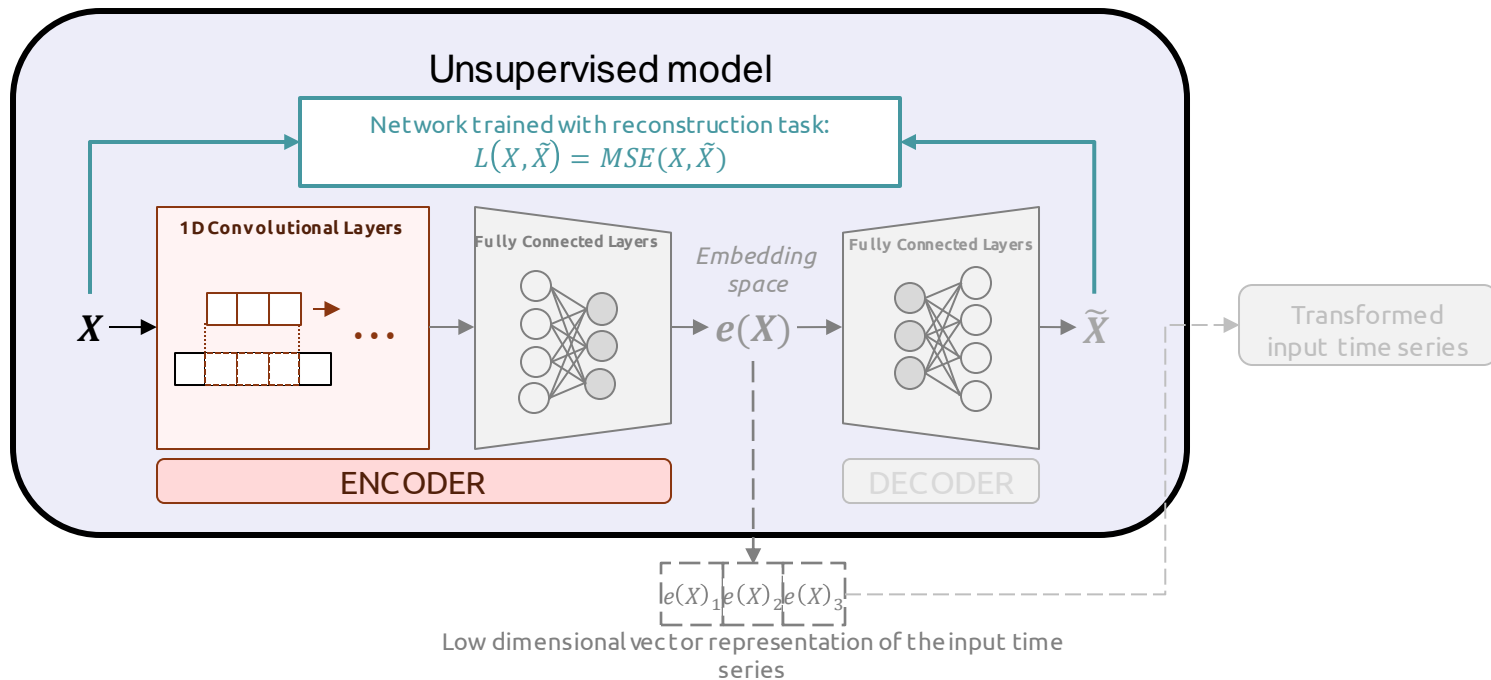 Unsupervised model
Network trained with reconstruction task:
L(X, X̃) = MSE(X, X̃)
1D Convolutional Layers
Fully Connected Layers
Embedding
space
Fully Connected Layers
X
...
e(X)
X̃
Transformed
input time series
ENCODER
DECODER
e(X)₁ e(X)₂ e(X)₃
Low dimensional vector representation of the input time
series